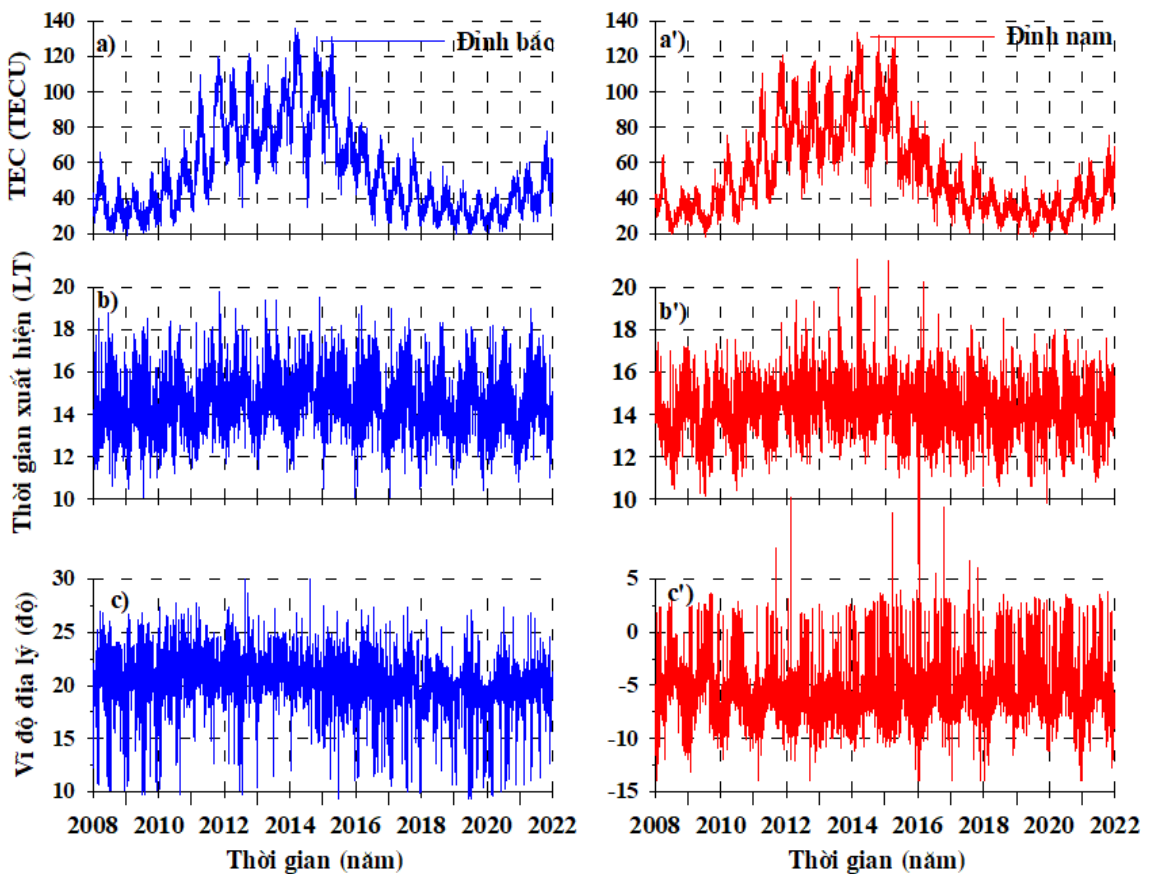 TEC (TECU)
140
120
100
80
60
40
20
a)
Đỉnh bắc
140
120
100
80
60
40
20
a')
Đỉnh nam
Thời gian xuất hiện (LT)
20
18
16
14
12
10
b)
20
18
16
14
12
10
b')
Vĩ độ địa lý (độ)
30
25
20
15
10
c)
5
0
-5
-10
-15
c')
2008 2010 2012 2014 2016 2018 2020 2022
Thời gian (năm)
2008 2010 2012 2014 2016 2018 2020 2022
Thời gian (năm)